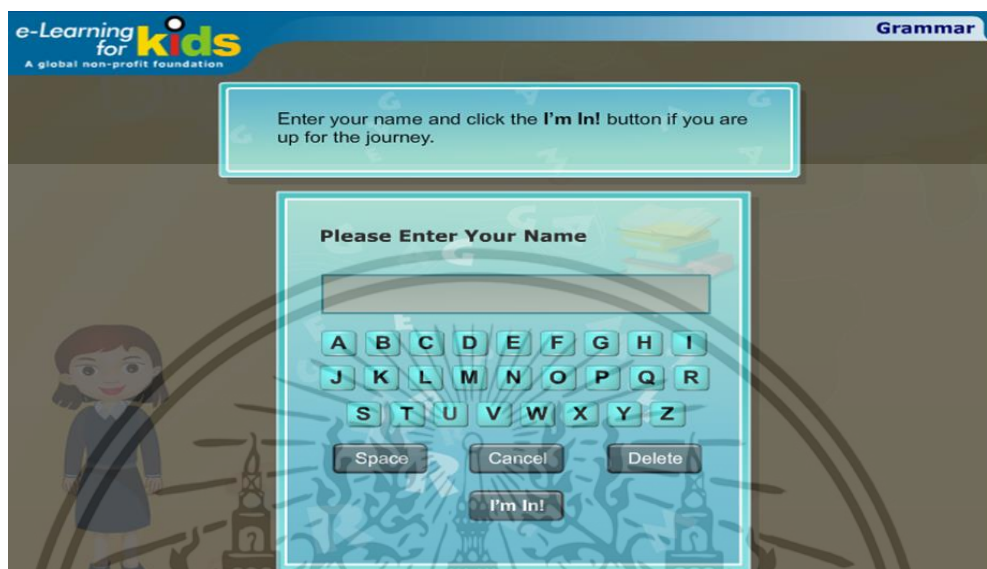 e-Learning
for kids
A global non-profit foundation
Grammar
Enter your name and click the I'm In! button if you are
up for the journey.
Please Enter Your Name
A B C D E F G H I
J K L M N O P Q R
S T U V W X Y Z
Space Cancel Delete
I'm In!